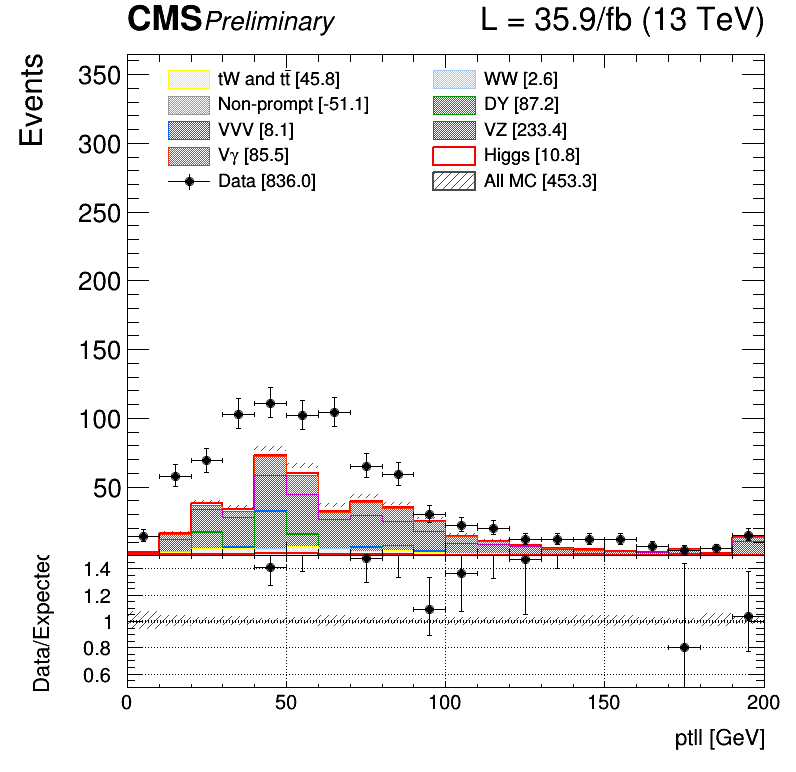 CMS Preliminary L = 35.9/fb (13 TeV)
Events
350
300
250
200
150
100
50
tW and tt̄ [45.8]
Non-prompt [-51.1]
VVV [8.1]
Vγ [85.5]
Data [836.0]
WW [2.6]
DY [87.2]
VZ [233.4]
Higgs [10.8]
All MC [453.3]
Data/Expected
1.4
1.2
1
0.8
0.6
0 50 100 150 200
ptll [GeV]